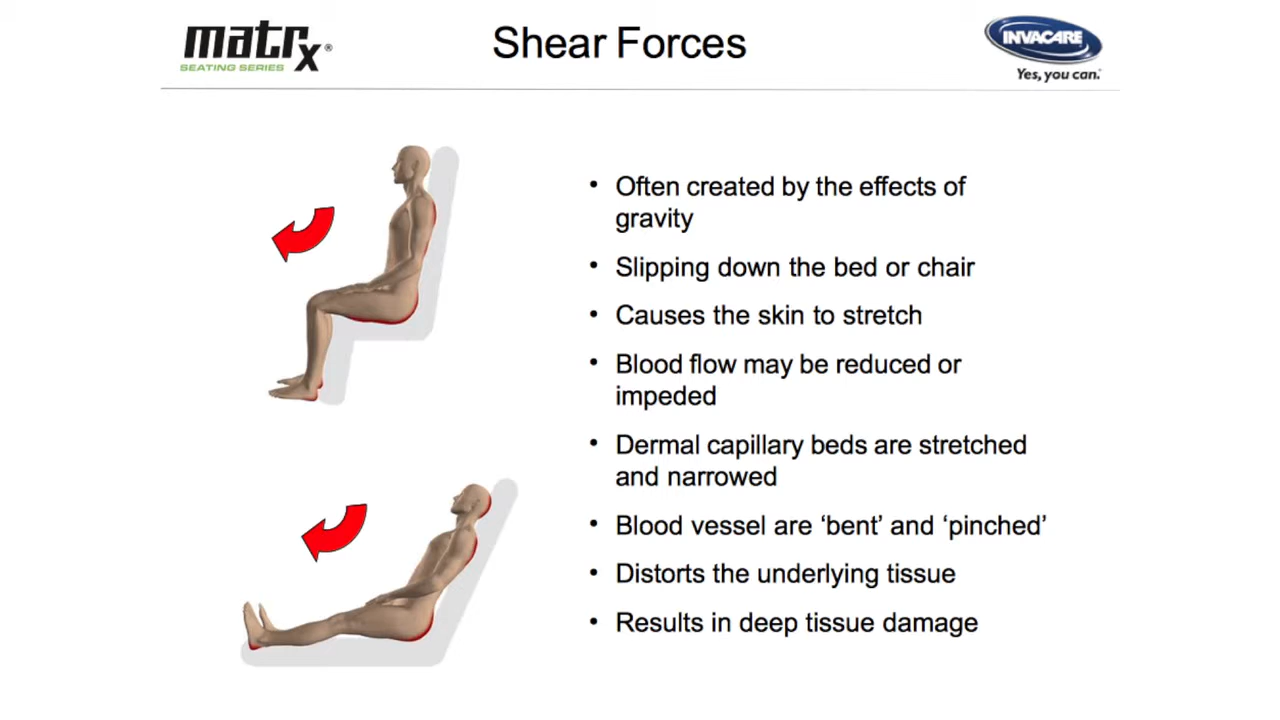 matrx®
SEATING SERIES
Shear Forces
INVACARE
Yes, you can.®
• Often created by the effects of
gravity
• Slipping down the bed or chair
• Causes the skin to stretch
• Blood flow may be reduced or
impeded
• Dermal capillary beds are stretched
and narrowed
• Blood vessel are ‘bent’ and ‘pinched’
• Distorts the underlying tissue
• Results in deep tissue damage